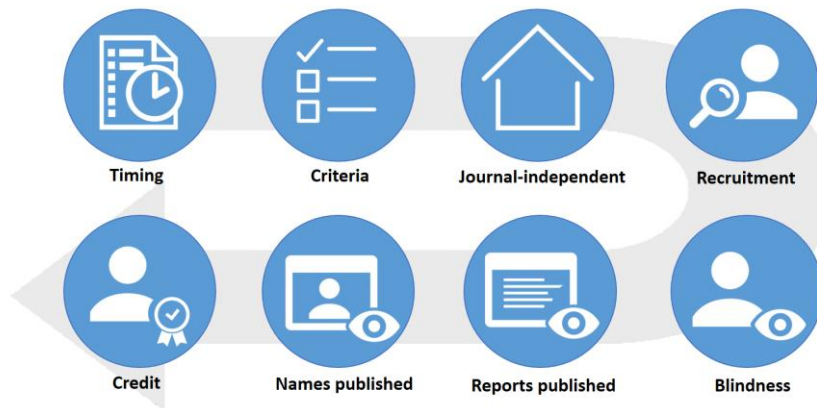 Timing
Criteria
Journal-independent
Recruitment
Credit
Names published
Reports published
Blindness